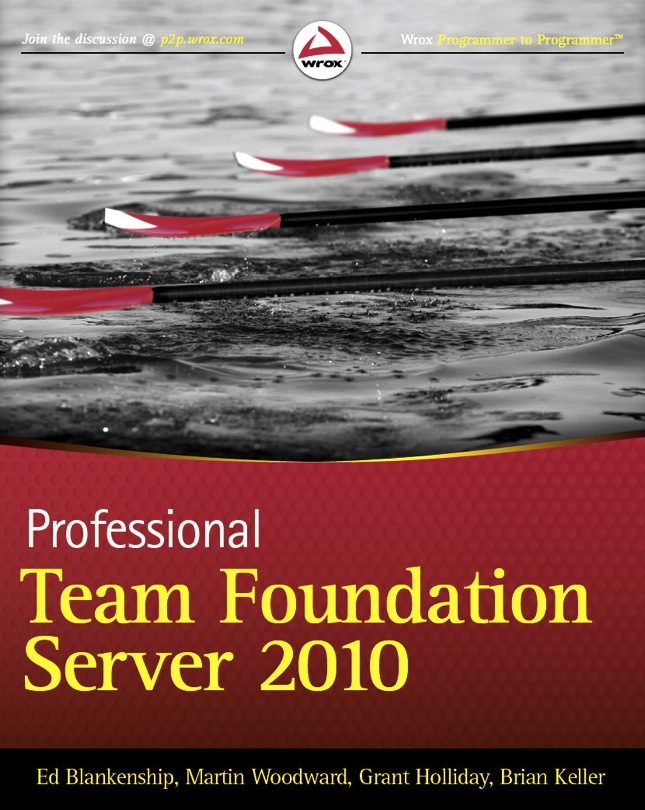 Join the discussion @ p2p.wrox.com
Wrox Programmer to Programmer™
wrox
Professional
Team Foundation
Server 2010
Ed Blankenship, Martin Woodward, Grant Holliday, Brian Keller